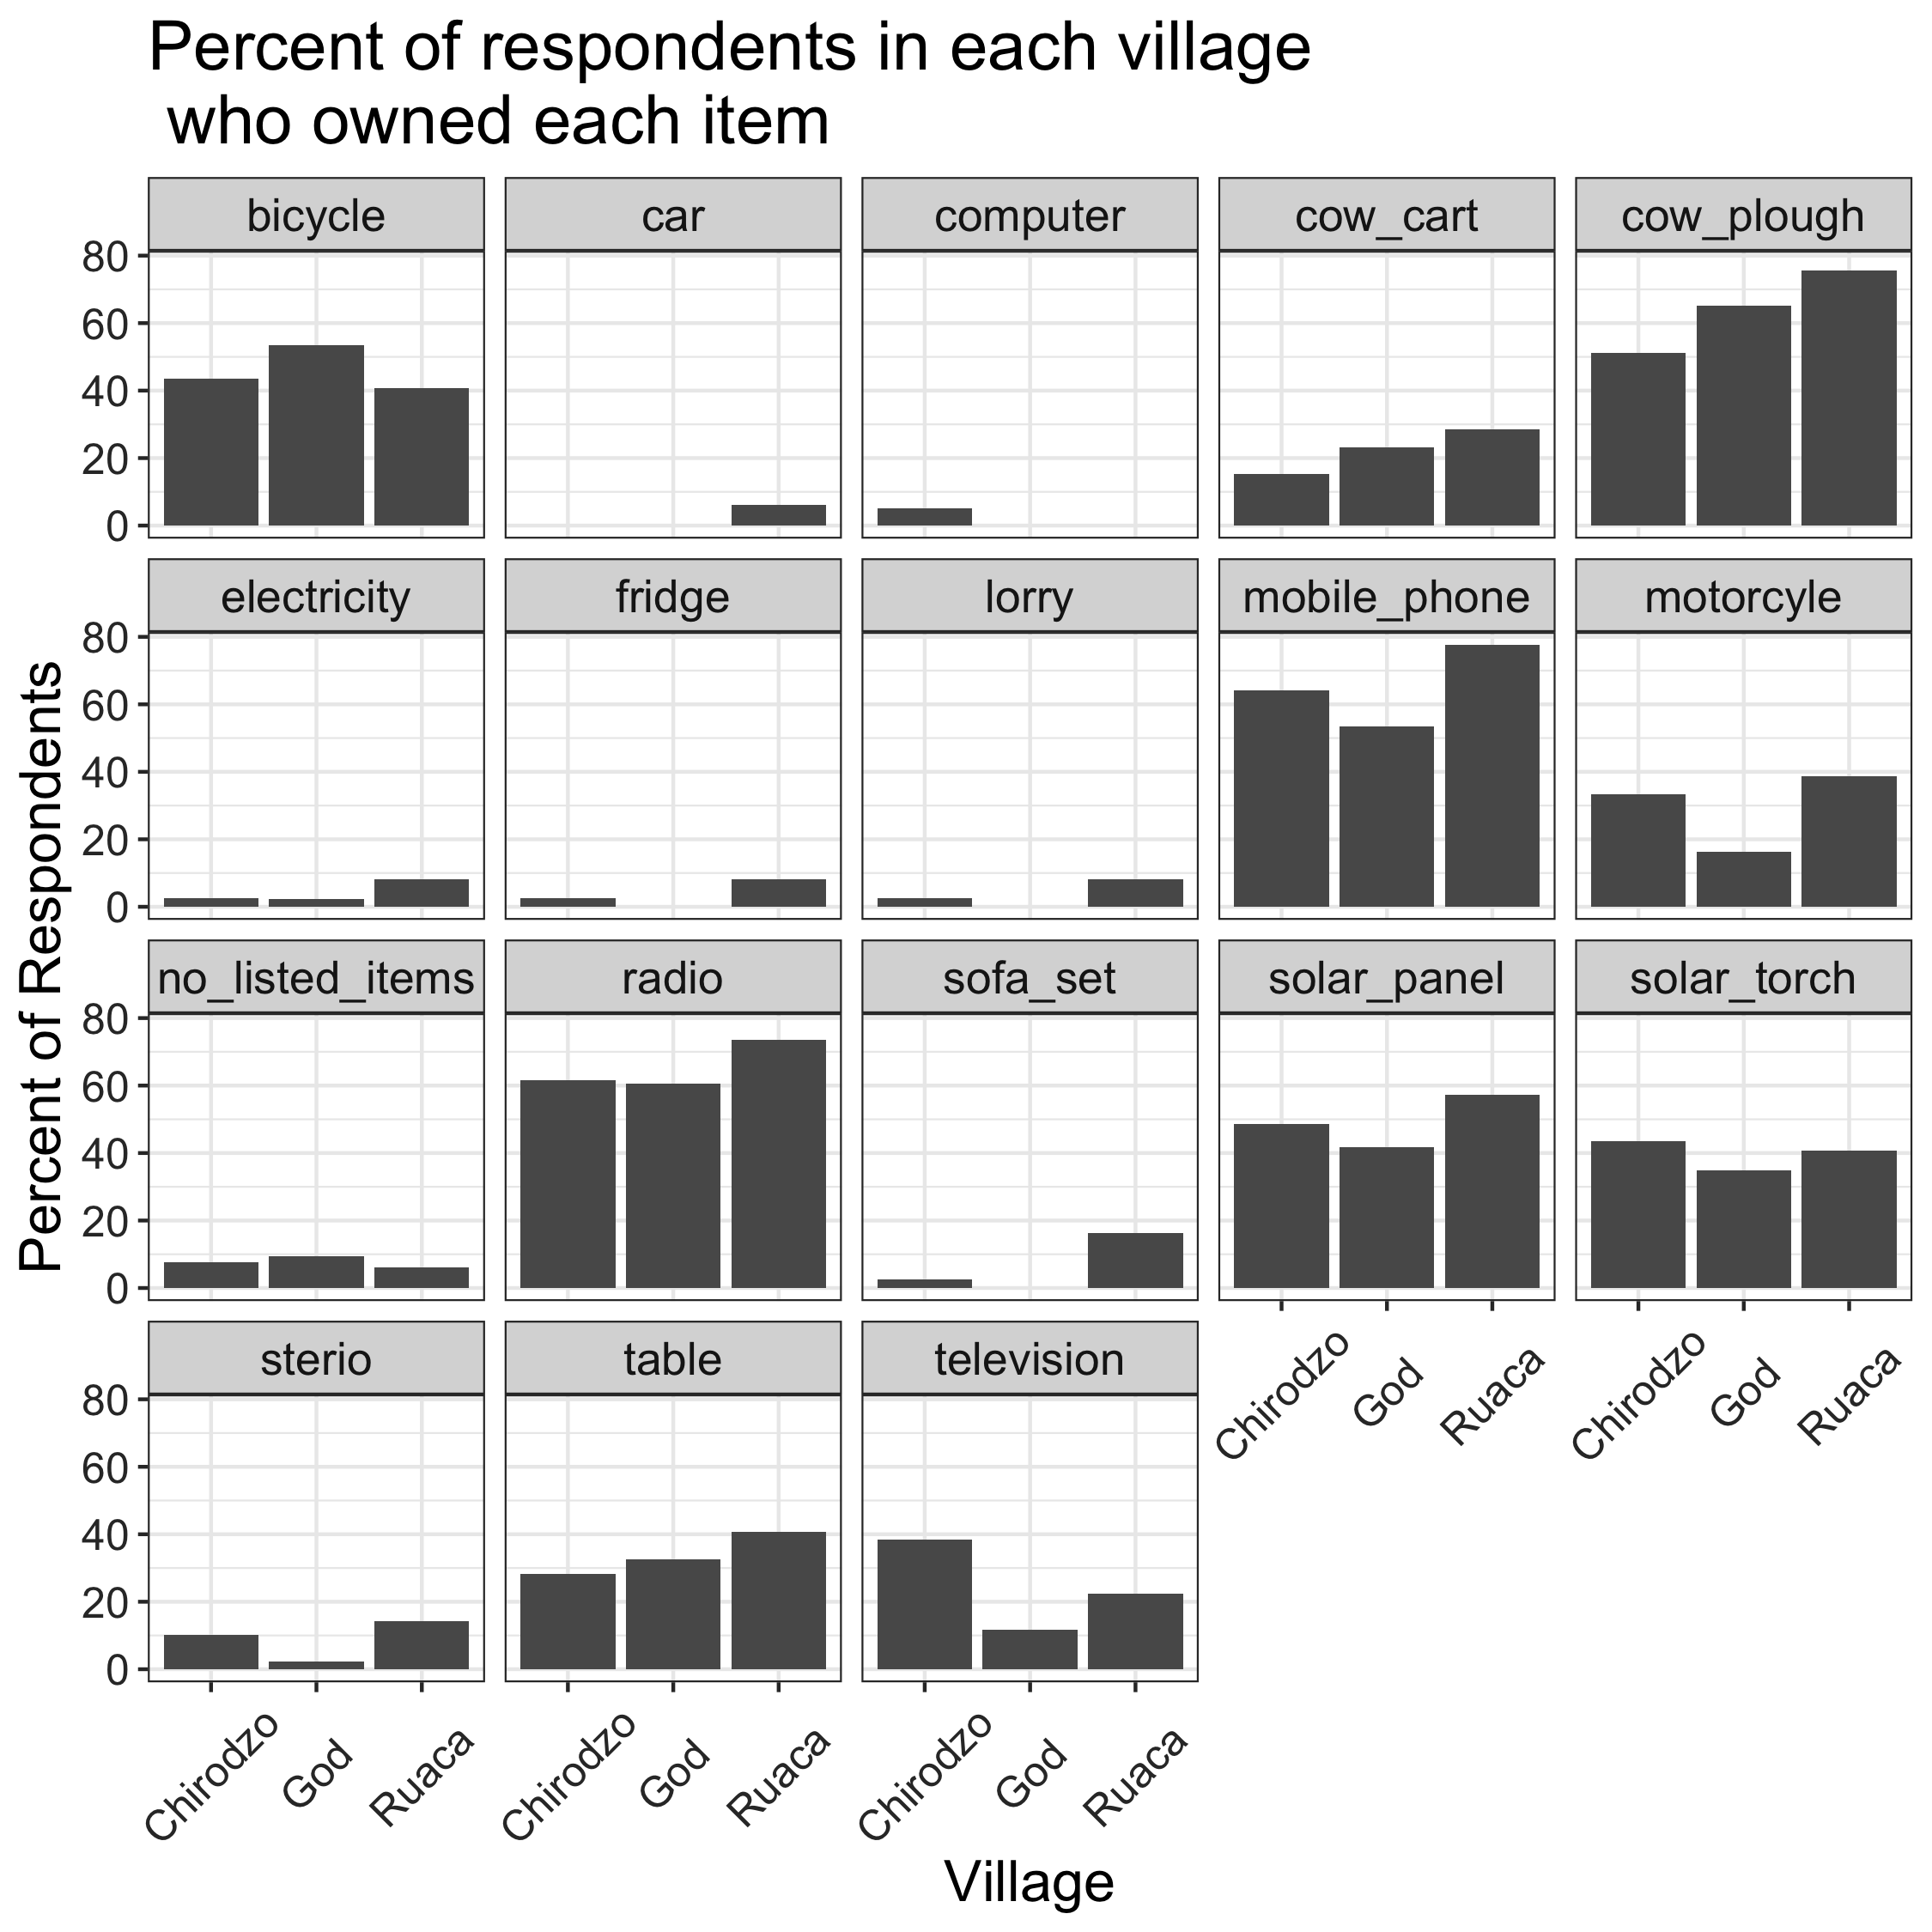 Percent of respondents in each village
who owned each item
bicycle car computer cow_cart cow_plough
80
60
40
20
0
electricity fridge lorry mobile_phone motorcyle
80
60
40
20
0
no_listed_items radio sofa_set solar_panel solar_torch
80
60
40
20
0
Chirodzo God Ruaca Chirodzo God Ruaca
sterio table television
80
60
40
20
0
Chirodzo God Ruaca Chirodzo God Ruaca Chirodzo God Ruaca
Percent of Respondents
Village